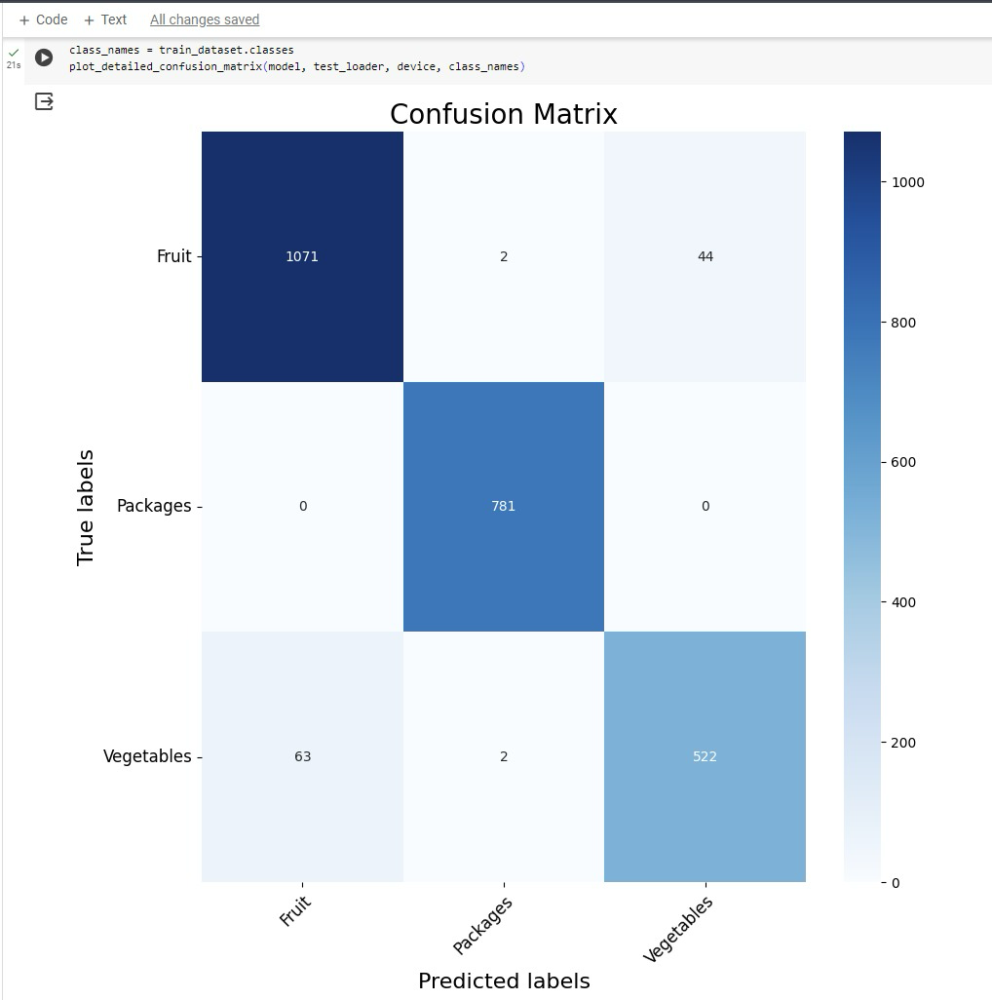 + Code + Text All changes saved
class_names = train_dataset.classes
21s
plot_detailed_confusion_matrix(model, test_loader, device, class_names)
Confusion Matrix
1000
Fruit 1071 2 44
800
600
True labels
Packages 0 781 0
400
200
Vegetables 63 2 522
0
Fruit Packages Vegetables
Predicted labels